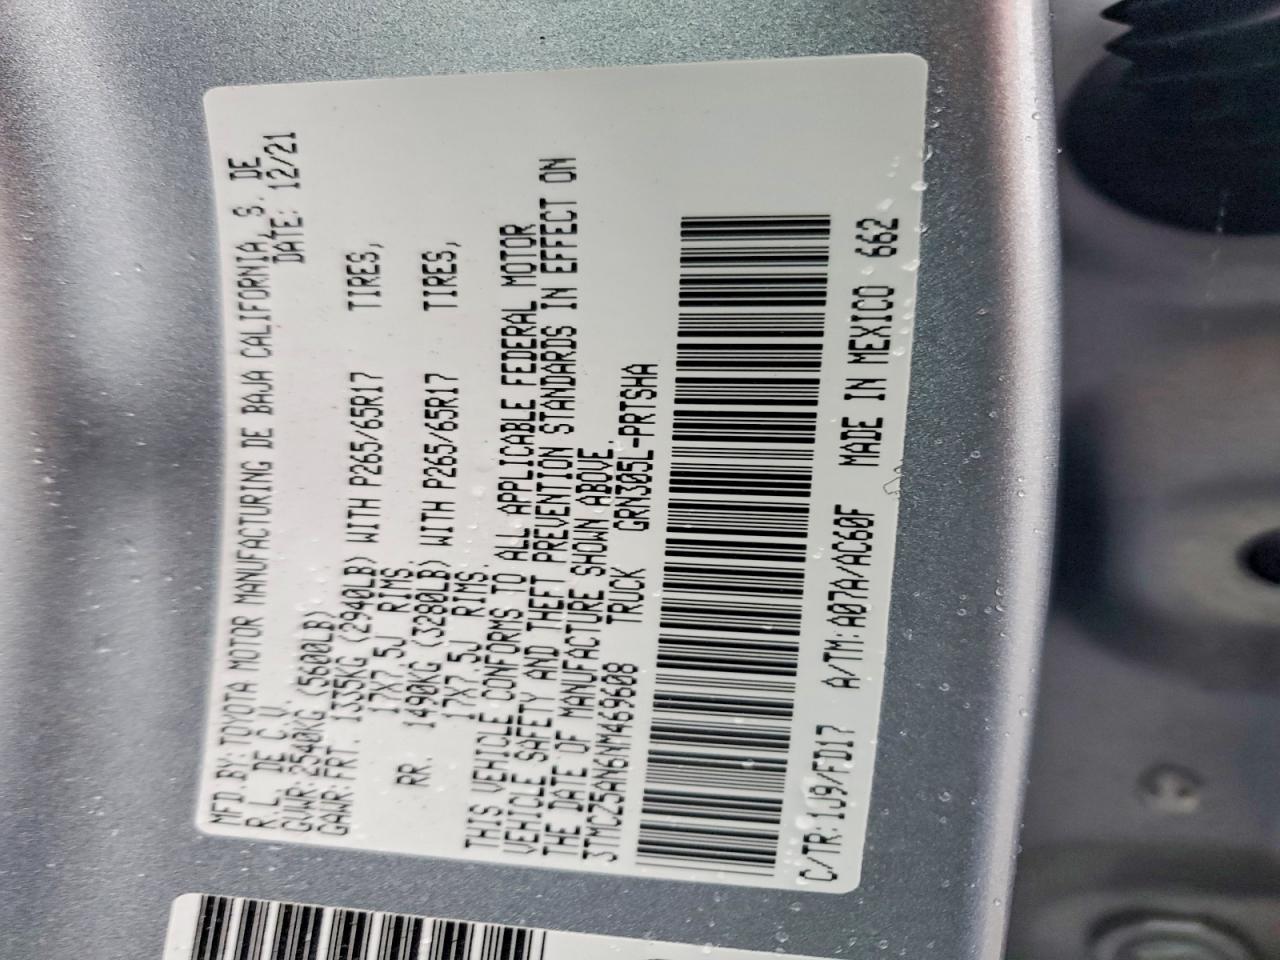 MFD.BY: TOYOTA MOTOR MANUFACTURING DE BAJA CALIFORNIA, S. DE
R. L. DE C.V. DATE: 12/21
GVWR: 2540KG (5600LB)
GAWR: FRT. 1335KG (2940LB) WITH P265/65R17 TIRES,
17X7.5J RIMS.
RR. 1490KG (3280LB) WITH P265/65R17 TIRES,
17X7.5J RIMS.
THIS VEHICLE CONFORMS TO ALL APPLICABLE FEDERAL MOTOR
VEHICLE SAFETY AND THEFT PREVENTION STANDARDS IN EFFECT ON
THE DATE OF MANUFACTURE SHOWN ABOVE.
3TMCZ5AN6NM469608 TRUCK GRN305L-PRTSHA
C/TR: 1J9/FD17 A/TM: A07A/AC60F MADE IN MEXICO 662